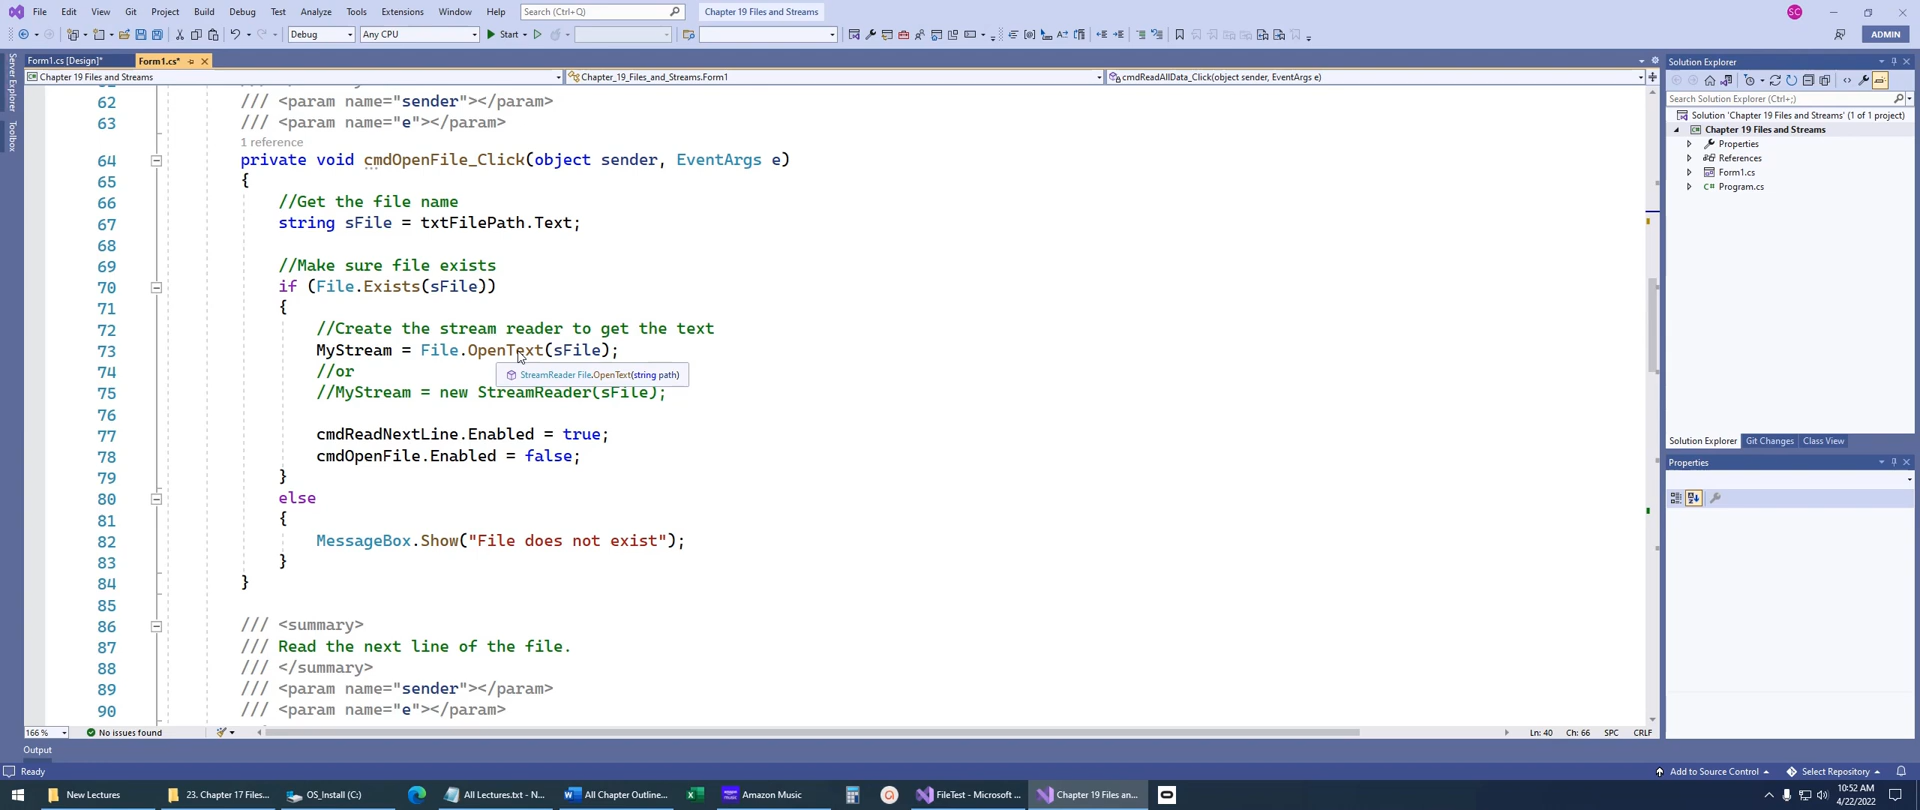 File Edit View Git Project Build Debug Test Analyze Tools Extensions Window Help Search (Ctrl+Q) Chapter 19 Files and Streams SC
Debug Any CPU Start ADMIN
Form1.cs [Design]* Form1.cs*
Chapter 19 Files and Streams Chapter_19_Files_and_Streams.Form1 cmdReadAllData_Click(object sender, EventArgs e)
Server Explorer
Toolbox
62 /// <param name="sender"></param>
63 /// <param name="e"></param>
1 reference
64 private void cmdOpenFile_Click(object sender, EventArgs e)
65 {
66 //Get the file name
67 string sFile = txtFilePath.Text;
68
69 //Make sure file exists
70 if (File.Exists(sFile))
71 {
72 //Create the stream reader to get the text
73 MyStream = File.OpenText(sFile);
74 //or
StreamReader File.OpenText(string path)
75 //MyStream = new StreamReader(sFile);
76
77 cmdReadNextLine.Enabled = true;
78 cmdOpenFile.Enabled = false;
79 }
80 else
81 {
82 MessageBox.Show("File does not exist");
83 }
84 }
85
86 /// <summary>
87 /// Read the next line of the file.
88 /// </summary>
89 /// <param name="sender"></param>
90 /// <param name="e"></param>
166 % No issues found Ln: 40 Ch: 66 SPC CRLF
Output
Solution Explorer
Search Solution Explorer (Ctrl+;)
Solution 'Chapter 19 Files and Streams' (1 of 1 project)
Chapter 19 Files and Streams
Properties
References
Form1.cs
C# Program.cs
Solution Explorer Git Changes Class View
Properties
Ready Add to Source Control Select Repository
New Lectures 23. Chapter 17 Files... OS_Install (C:) All Lectures.txt - N... All Chapter Outline... Amazon Music FileTest - Microsoft ... Chapter 19 Files an... 10:52 AM
4/22/2022